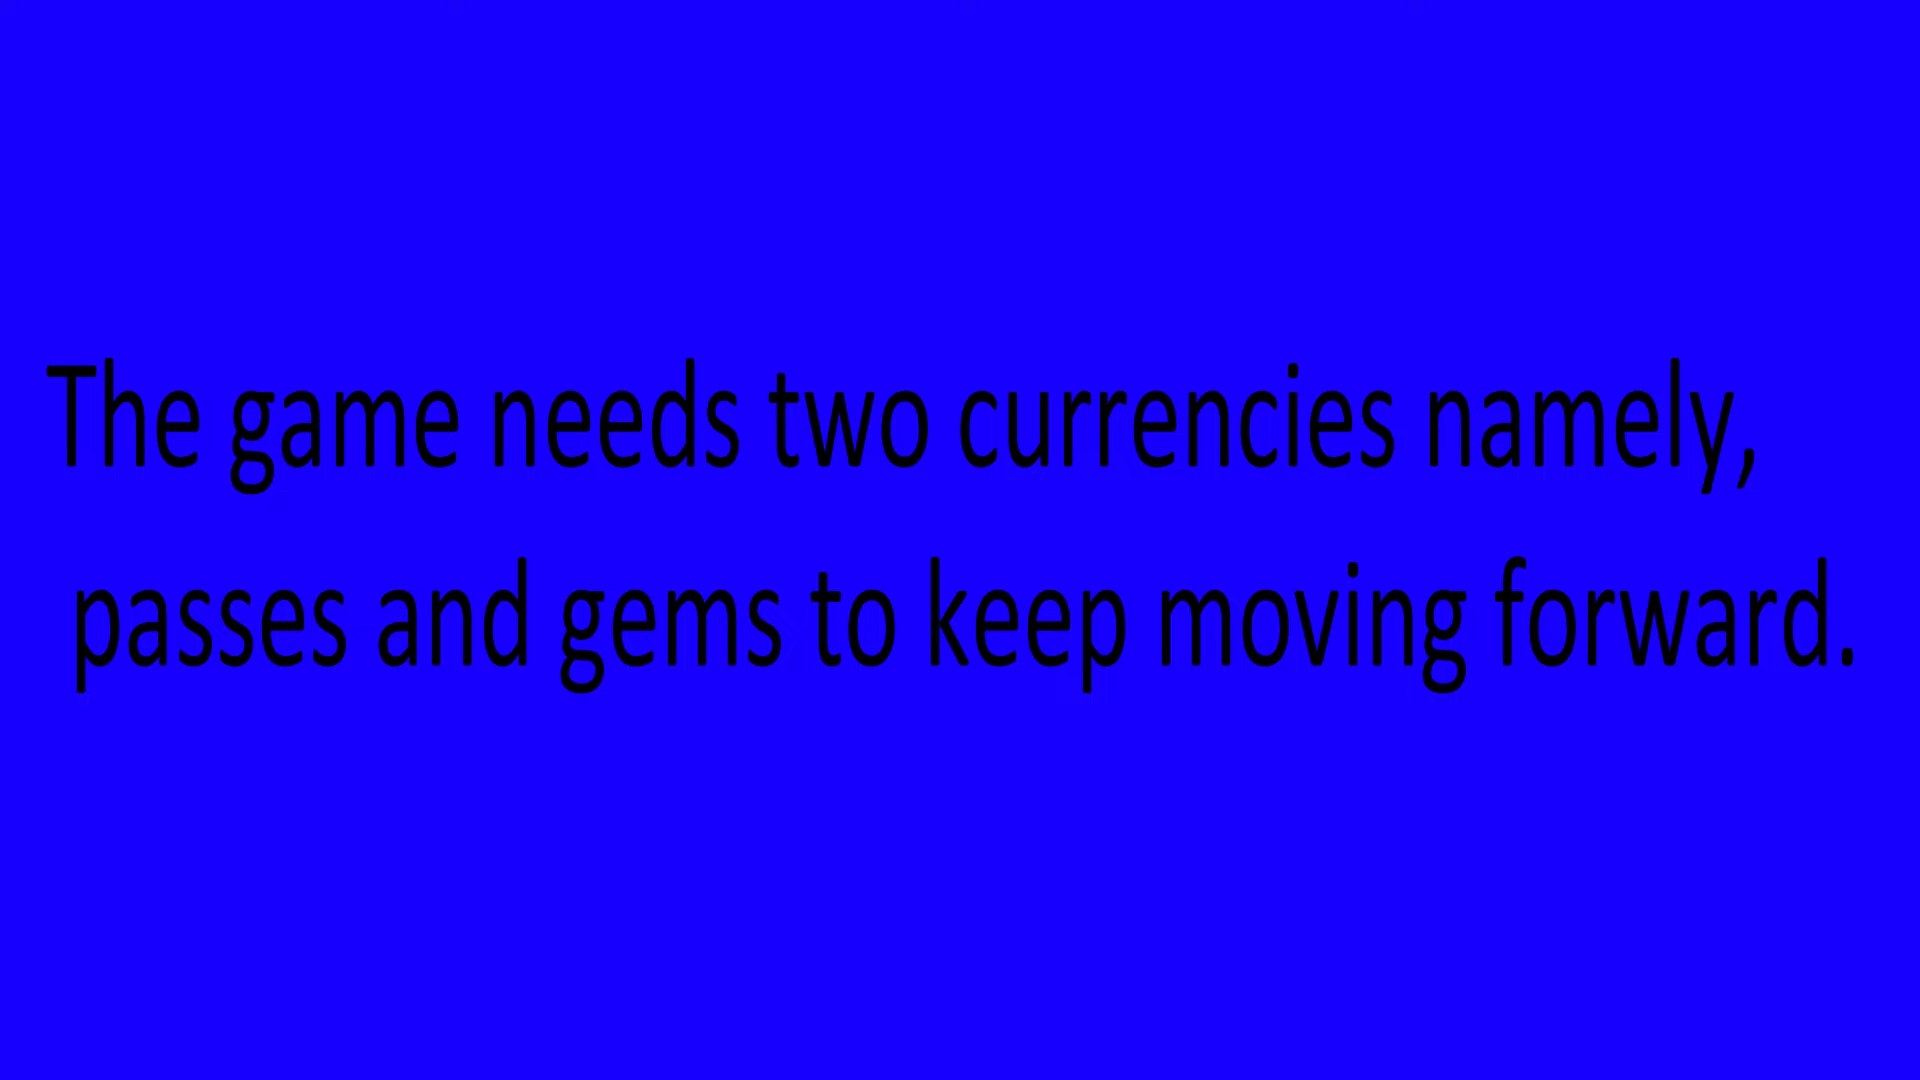 The game needs two currencies namely,
passes and gems to keep moving forward.